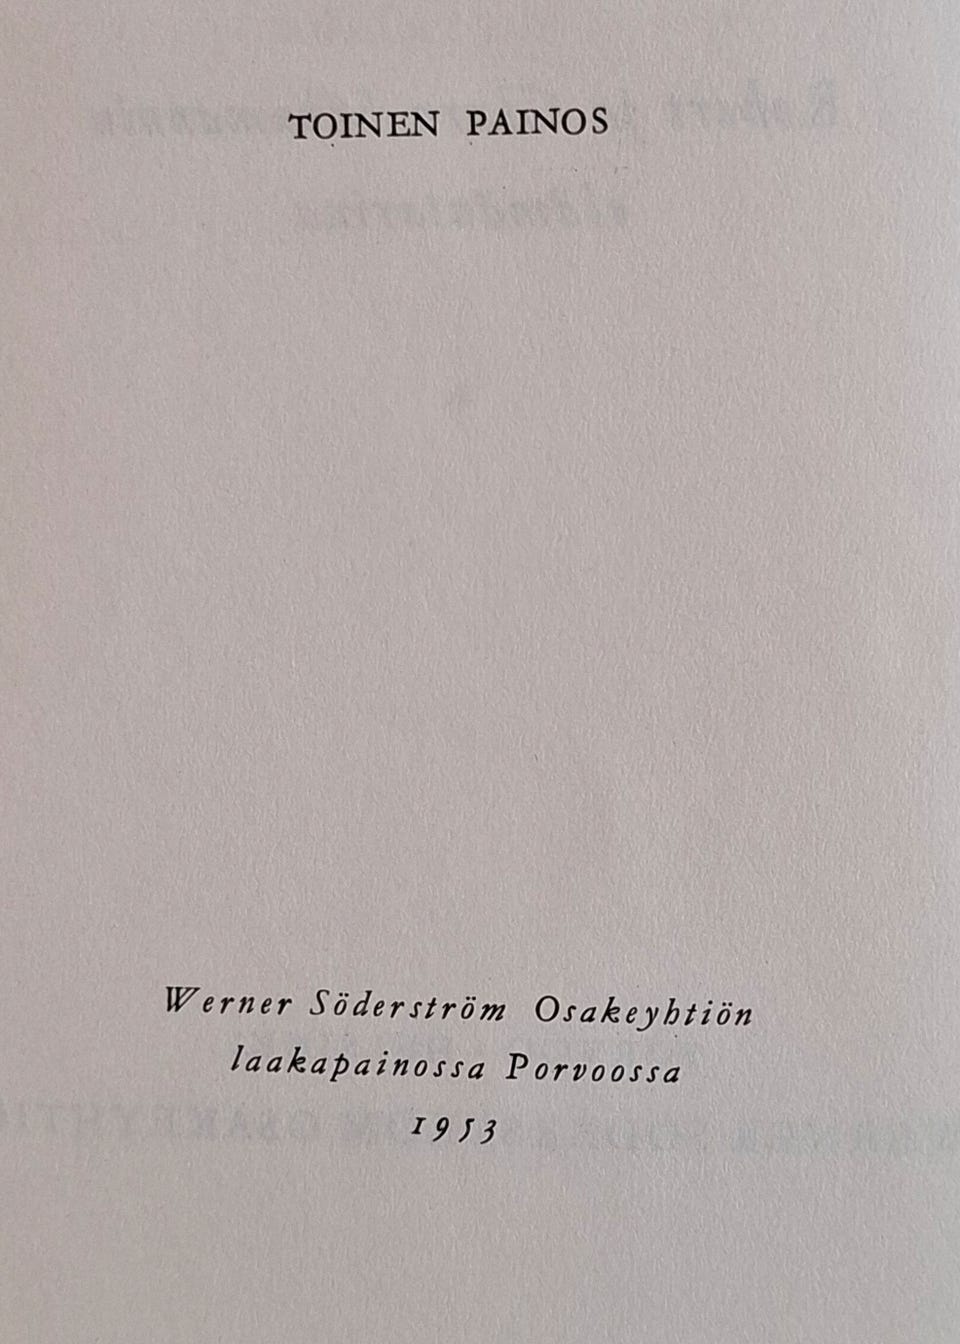 TOINEN PAINOS
Werner Söderström Osakeyhtiön
laakapainossa Porvoossa
1953